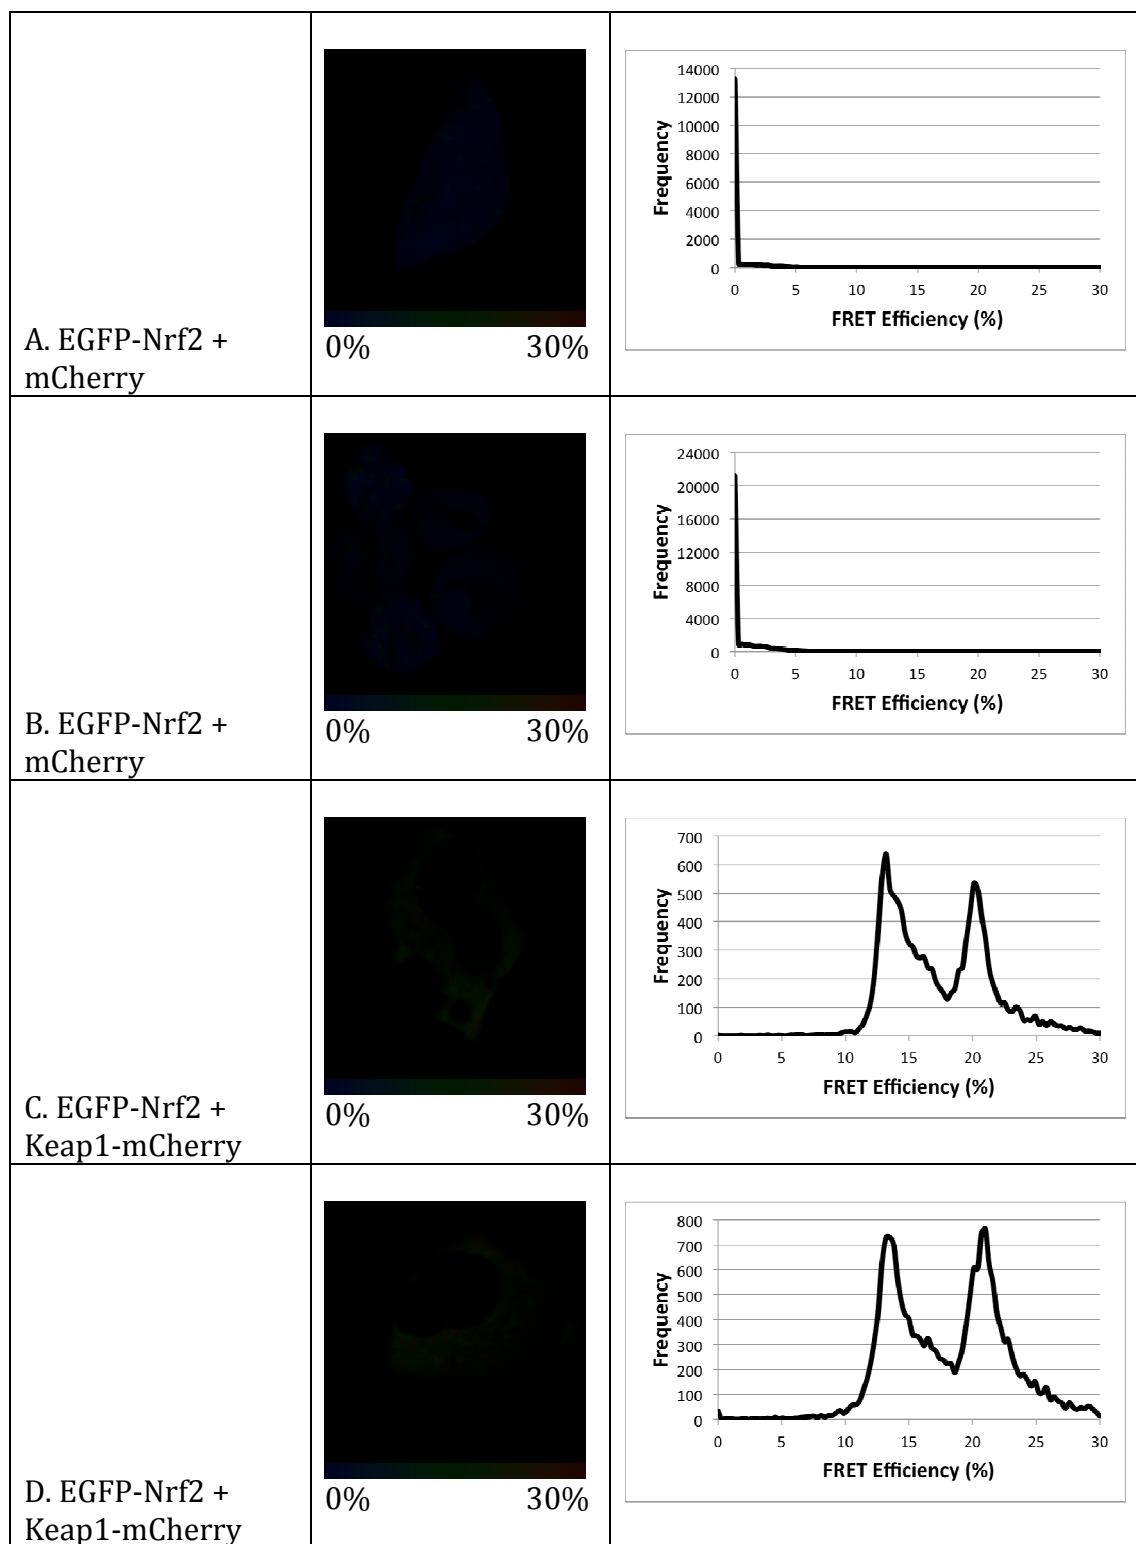 A. EGFP-Nrf2 +
mCherry
0% 30%
14000
12000
10000
8000
6000
4000
2000
0
Frequency
0 5 10 15 20 25 30
FRET Efficiency (%)
B. EGFP-Nrf2 +
mCherry
0% 30%
24000
20000
16000
12000
8000
4000
0
Frequency
0 5 10 15 20 25 30
FRET Efficiency (%)
C. EGFP-Nrf2 +
Keap1-mCherry
0% 30%
700
600
500
400
300
200
100
0
Frequency
0 5 10 15 20 25 30
FRET Efficiency (%)
D. EGFP-Nrf2 +
Keap1-mCherry
0% 30%
800
700
600
500
400
300
200
100
0
Frequency
0 5 10 15 20 25 30
FRET Efficiency (%)